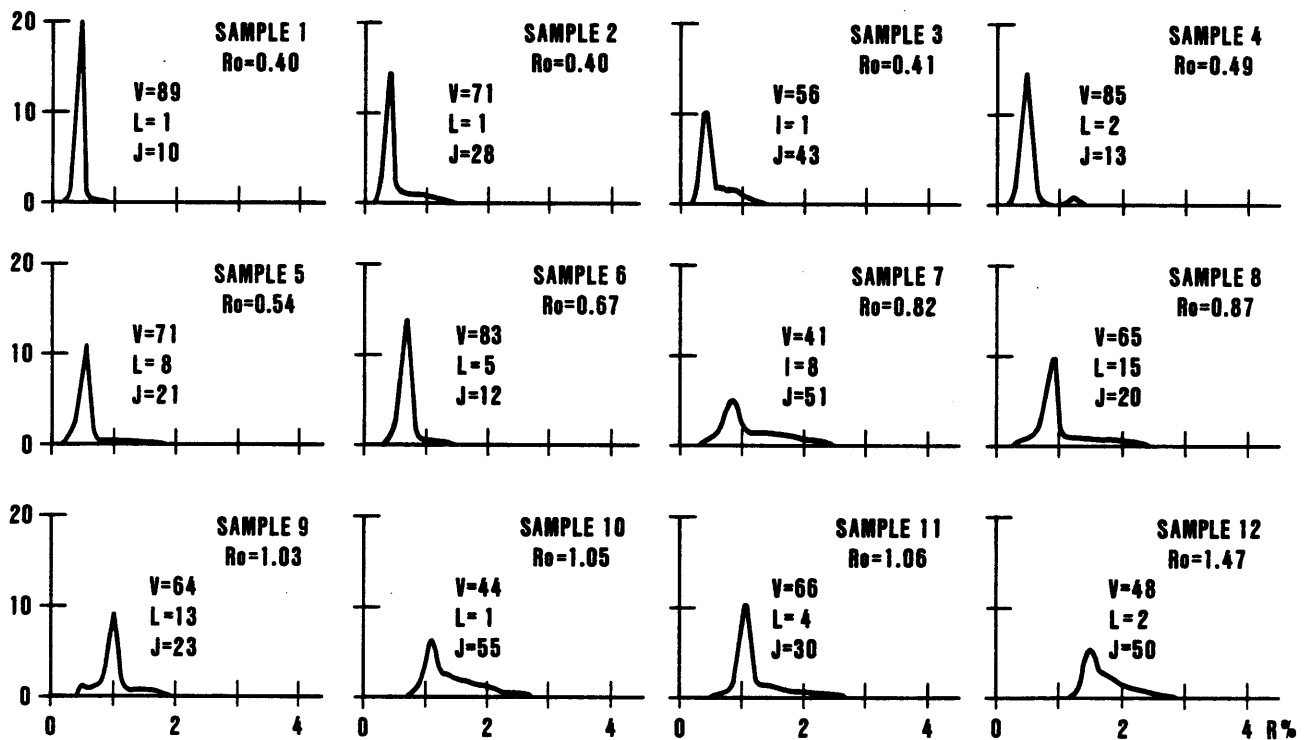 20
10
0
SAMPLE 1
Ro=0.40
V=89
L=1
J=10
SAMPLE 2
Ro=0.40
V=71
L=1
J=28
SAMPLE 3
Ro=0.41
V=56
I=1
J=43
SAMPLE 4
Ro=0.49
V=85
L=2
J=13
20
10
0
SAMPLE 5
Ro=0.54
V=71
L=8
J=21
SAMPLE 6
Ro=0.67
V=83
L=5
J=12
SAMPLE 7
Ro=0.82
V=41
I=8
J=51
SAMPLE 8
Ro=0.87
V=65
L=15
J=20
20
10
0
SAMPLE 9
Ro=1.03
V=64
L=13
J=23
SAMPLE 10
Ro=1.05
V=44
L=1
J=55
SAMPLE 11
Ro=1.06
V=66
L=4
J=30
SAMPLE 12
Ro=1.47
V=48
L=2
J=50
0 2 4 0 2 4 0 2 4 0 2 4 R%